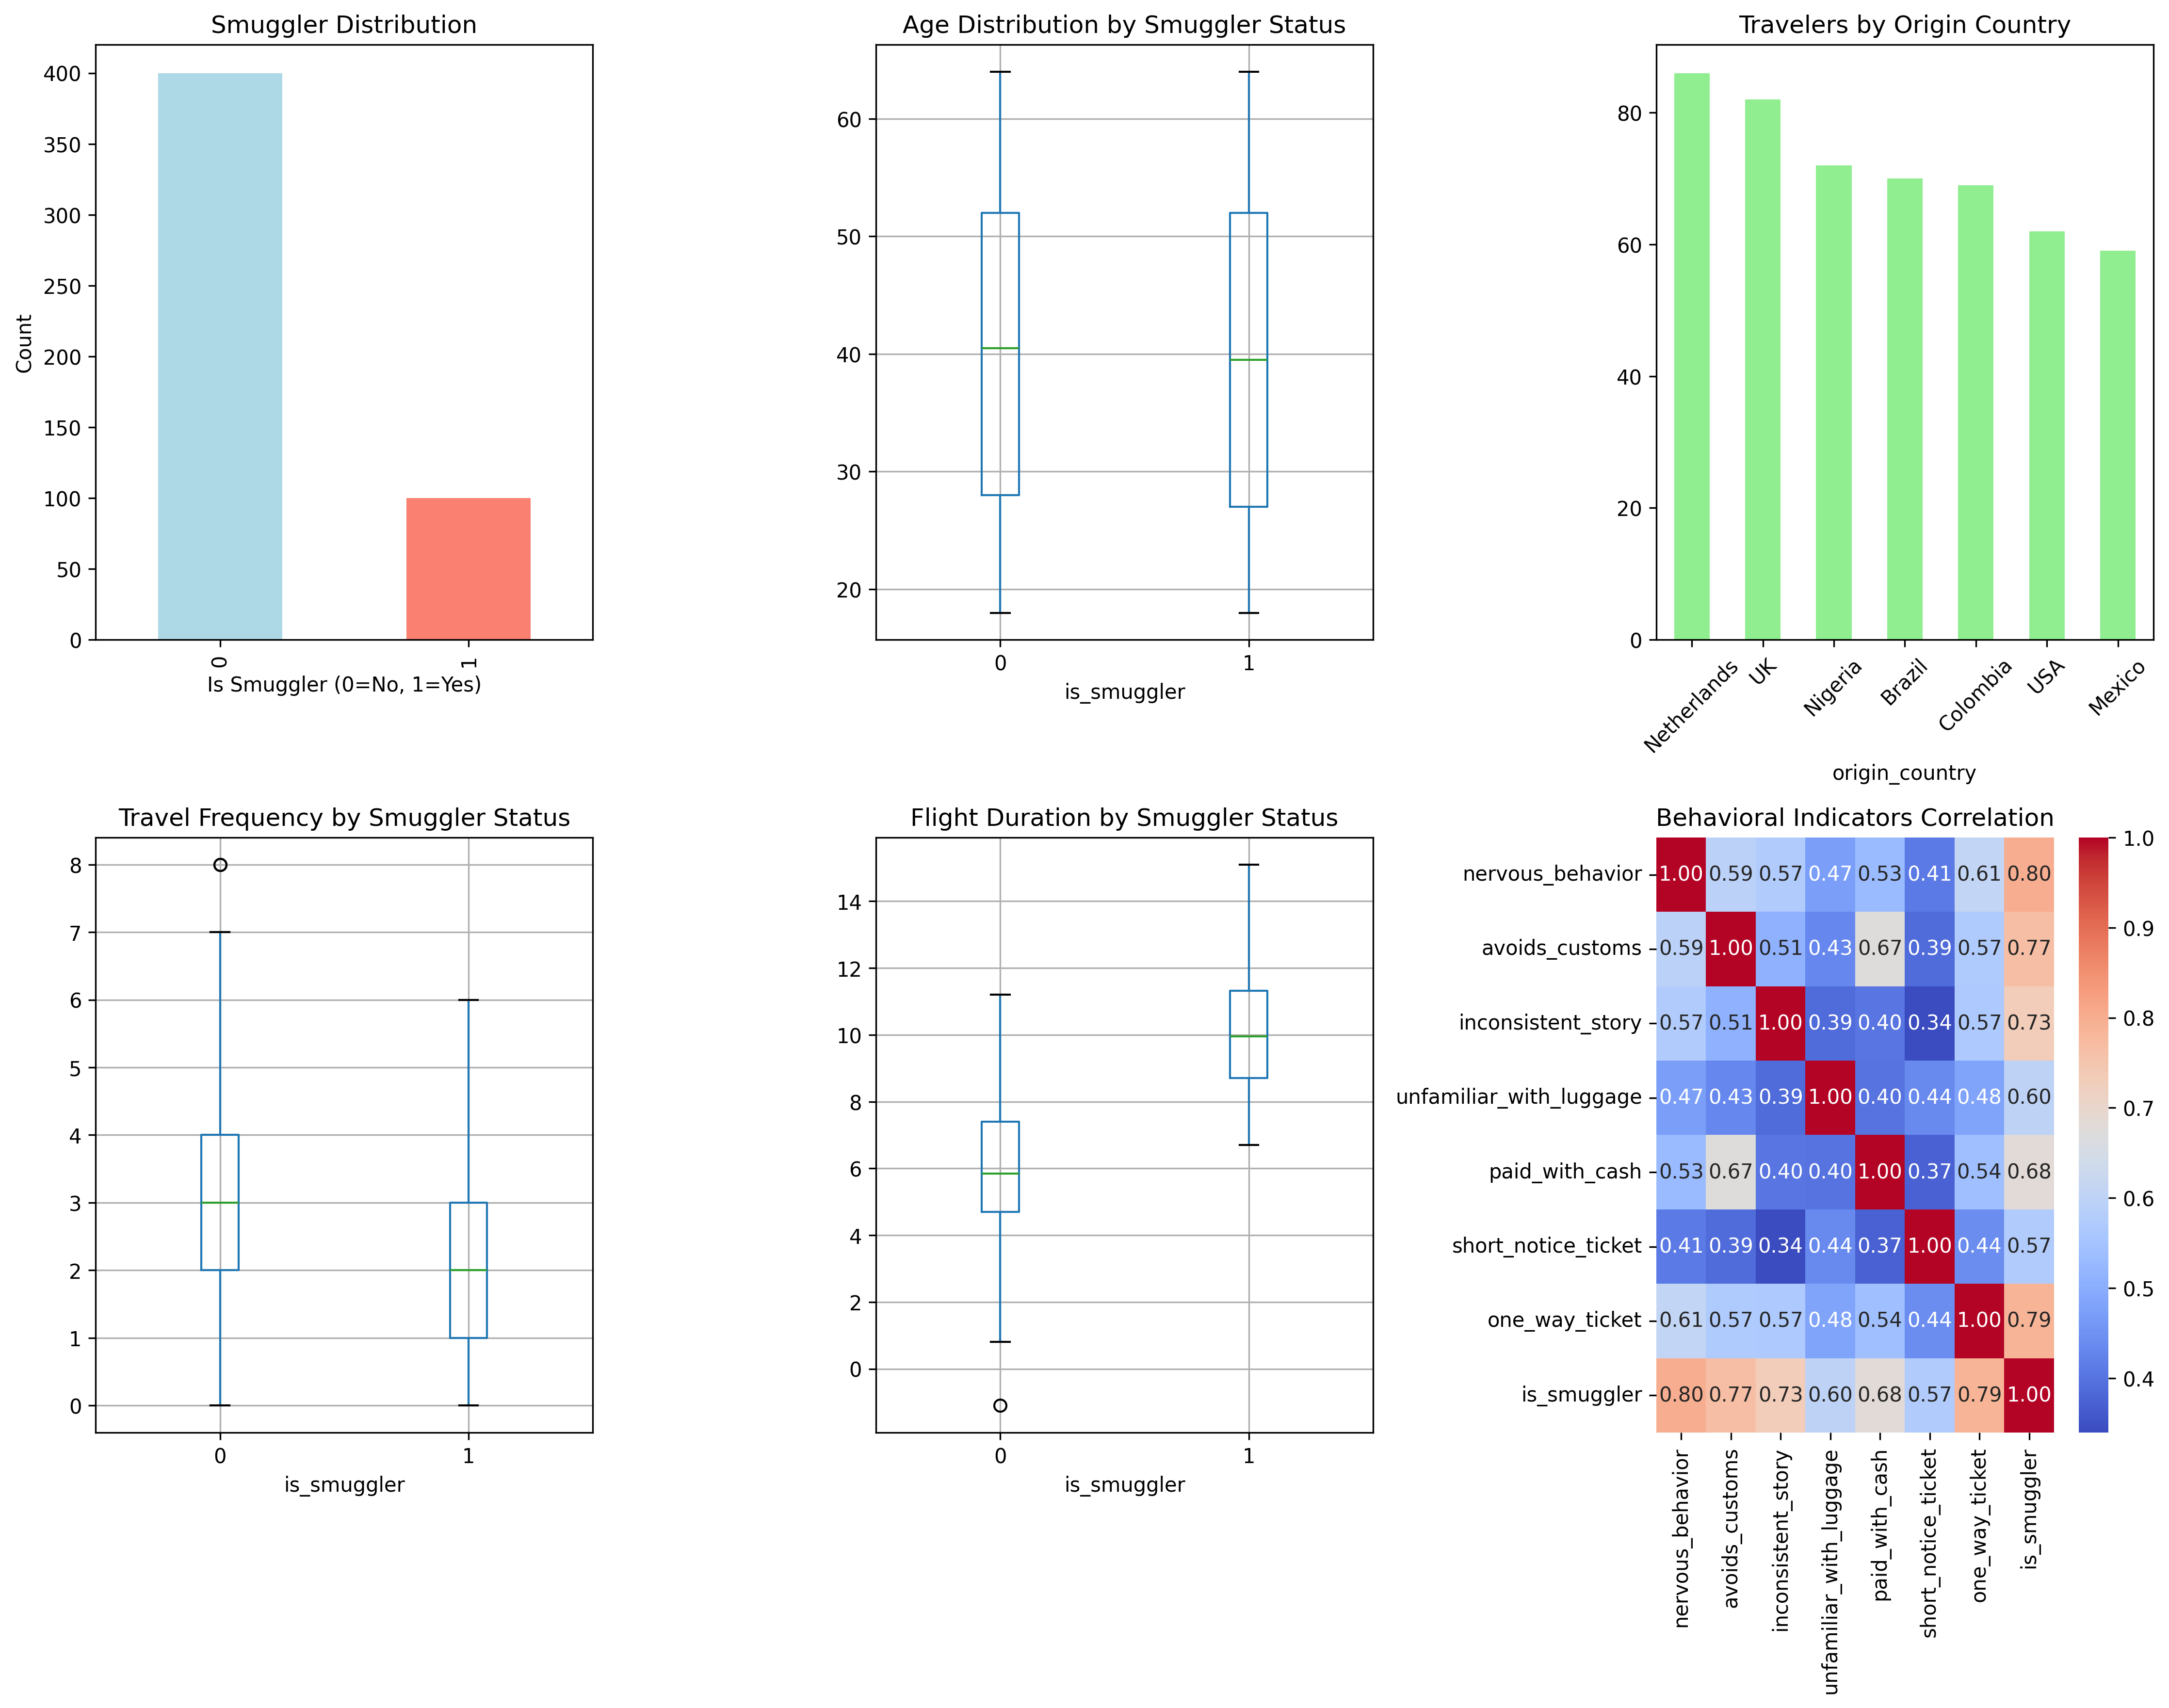 Smuggler Distribution
400
350
300
250
200
150
100
50
0
Count
0
1
Is Smuggler (0=No, 1=Yes)
Age Distribution by Smuggler Status
60
50
40
30
20
0
1
is_smuggler
Travelers by Origin Country
80
60
40
20
0
Netherlands
UK
Nigeria
Brazil
Colombia
USA
Mexico
origin_country
Travel Frequency by Smuggler Status
8
7
6
5
4
3
2
1
0
0
1
is_smuggler
Flight Duration by Smuggler Status
14
12
10
8
6
4
2
0
0
1
is_smuggler
Behavioral Indicators Correlation
nervous_behavior 1.00 0.59 0.57 0.47 0.53 0.41 0.61 0.80
avoids_customs 0.59 1.00 0.51 0.43 0.67 0.39 0.57 0.77
inconsistent_story 0.57 0.51 1.00 0.39 0.40 0.34 0.57 0.73
unfamiliar_with_luggage 0.47 0.43 0.39 1.00 0.40 0.44 0.48 0.60
paid_with_cash 0.53 0.67 0.40 0.40 1.00 0.37 0.54 0.68
short_notice_ticket 0.41 0.39 0.34 0.44 0.37 1.00 0.44 0.57
one_way_ticket 0.61 0.57 0.57 0.48 0.54 0.44 1.00 0.79
is_smuggler 0.80 0.77 0.73 0.60 0.68 0.57 0.79 1.00
nervous_behavior
avoids_customs
inconsistent_story
unfamiliar_with_luggage
paid_with_cash
short_notice_ticket
one_way_ticket
is_smuggler
1.0
0.9
0.8
0.7
0.6
0.5
0.4